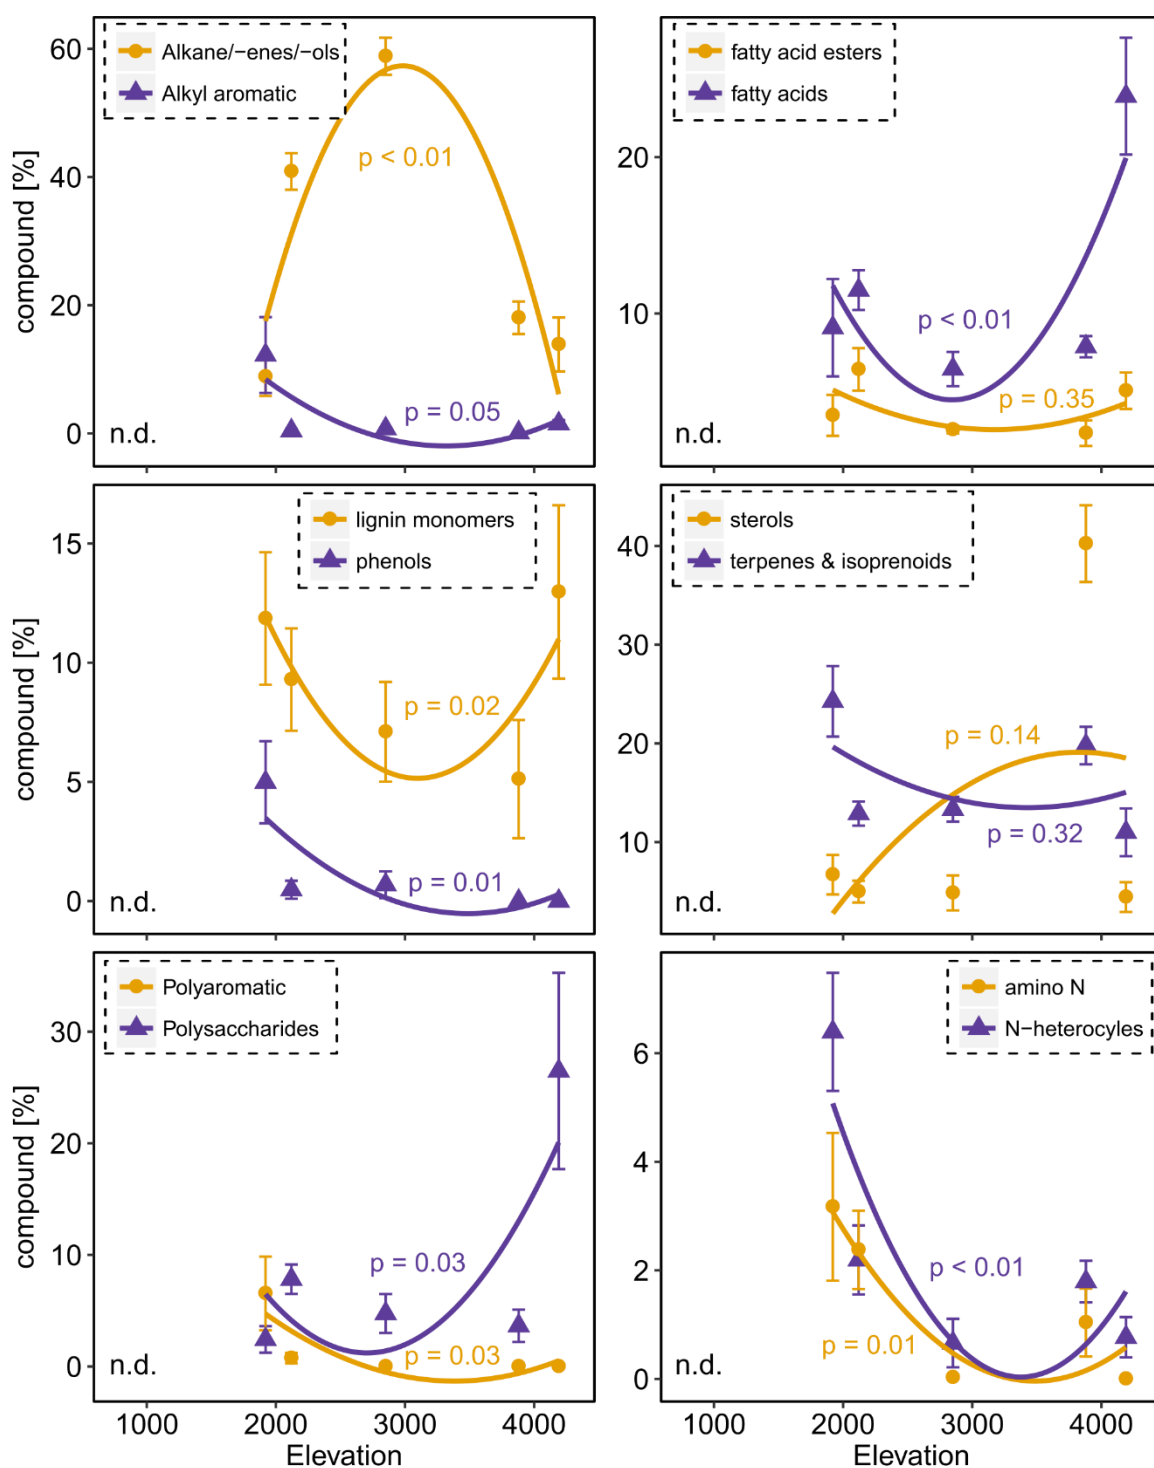 compound [%]
60
40
20
0
Alkane/−enes/−ols
Alkyl aromatic
p < 0.01
p = 0.05
n.d.
20
10
fatty acid esters
fatty acids
p < 0.01
p = 0.35
n.d.
compound [%]
15
10
5
0
lignin monomers
phenols
p = 0.02
p = 0.01
n.d.
40
30
20
10
sterols
terpenes & isoprenoids
p = 0.14
p = 0.32
n.d.
compound [%]
30
20
10
0
Polyaromatic
Polysaccharides
p = 0.03
p = 0.03
n.d.
1000 2000 3000 4000
Elevation
6
4
2
0
amino N
N−heterocyles
p < 0.01
p = 0.01
n.d.
1000 2000 3000 4000
Elevation